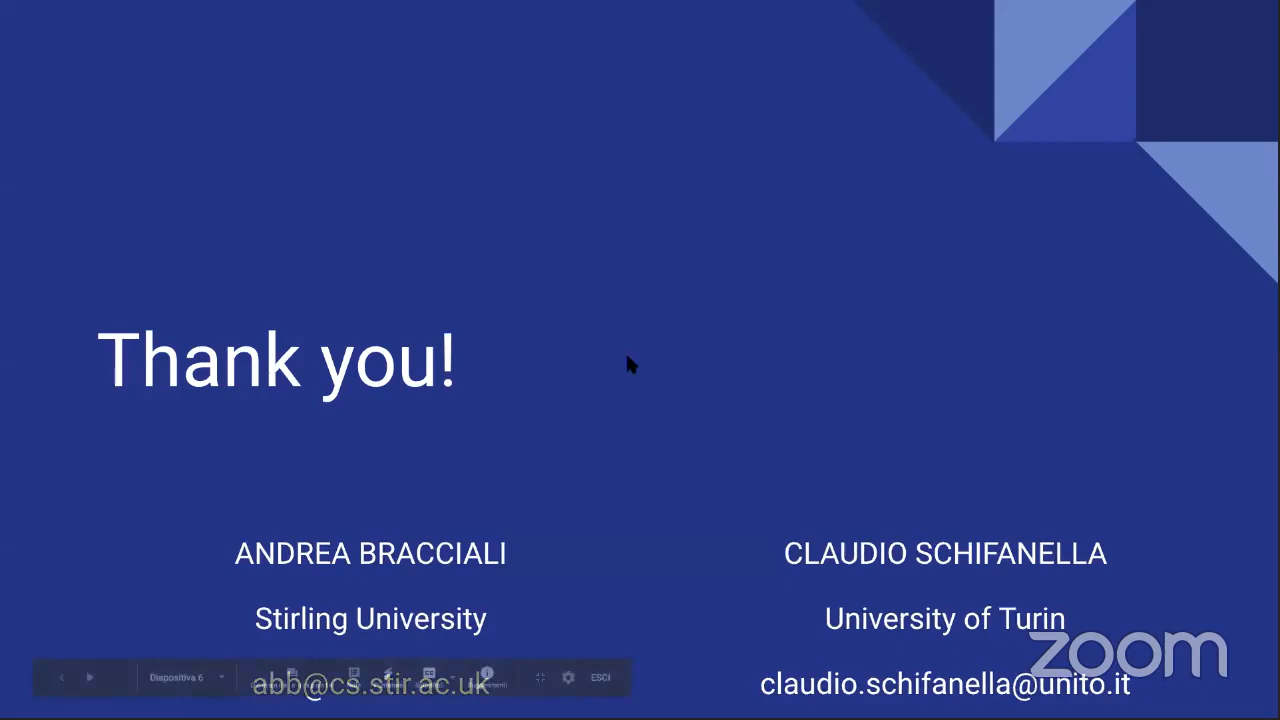 Thank you!
ANDREA BRACCIALI
CLAUDIO SCHIFANELLA
Stirling University
University of Turin
zoom
Dispositiva 6
ESCI
abb@cs.stir.ac.uk
claudio.schifanella@unito.it